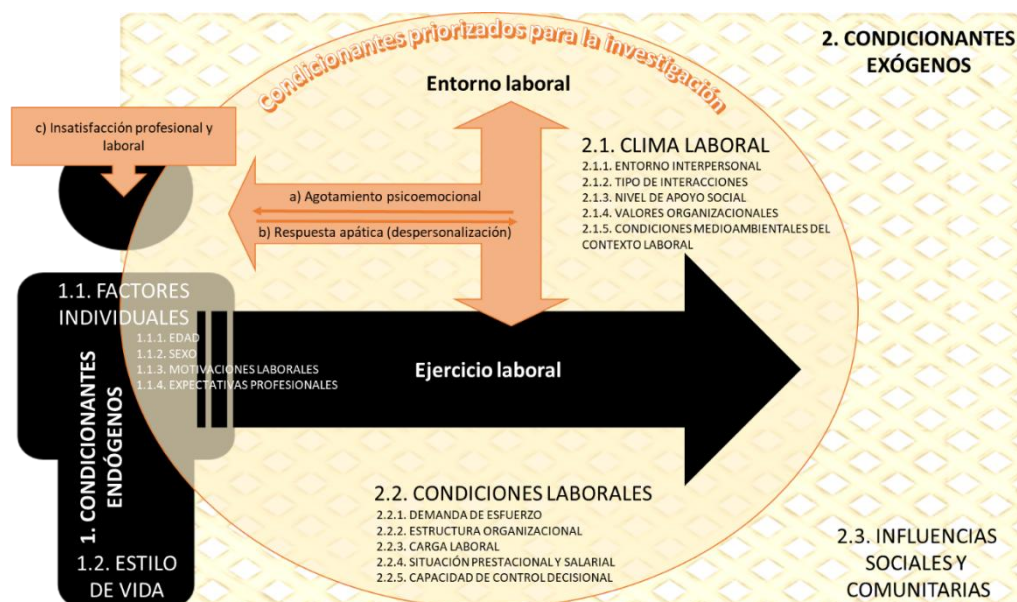 Condicionantes priorizados para la investigación
2. CONDICIONANTES
EXÓGENOS
Entorno laboral
c) Insatisfacción profesional y
laboral
2.1. CLIMA LABORAL
2.1.1. ENTORNO INTERPERSONAL
2.1.2. TIPO DE INTERACCIONES
2.1.3. NIVEL DE APOYO SOCIAL
2.1.4. VALORES ORGANIZACIONALES
2.1.5. CONDICIONES MEDIOAMBIENTALES DEL
CONTEXTO LABORAL
a) Agotamiento psicoemocional
b) Respuesta apática (despersonalización)
1.1. FACTORES
INDIVIDUALES
1.1.1. EDAD
1.1.2. SEXO
1.1.3. MOTIVACIONES LABORALES
1.1.4. EXPECTATIVAS PROFESIONALES
Ejercicio laboral
1. CONDICIONANTES
ENDÓGENOS
1.2. ESTILO
DE VIDA
2.2. CONDICIONES LABORALES
2.2.1. DEMANDA DE ESFUERZO
2.2.2. ESTRUCTURA ORGANIZACIONAL
2.2.3. CARGA LABORAL
2.2.4. SITUACIÓN PRESTACIONAL Y SALARIAL
2.2.5. CAPACIDAD DE CONTROL DECISIONAL
2.3. INFLUENCIAS
SOCIALES Y
COMUNITARIAS